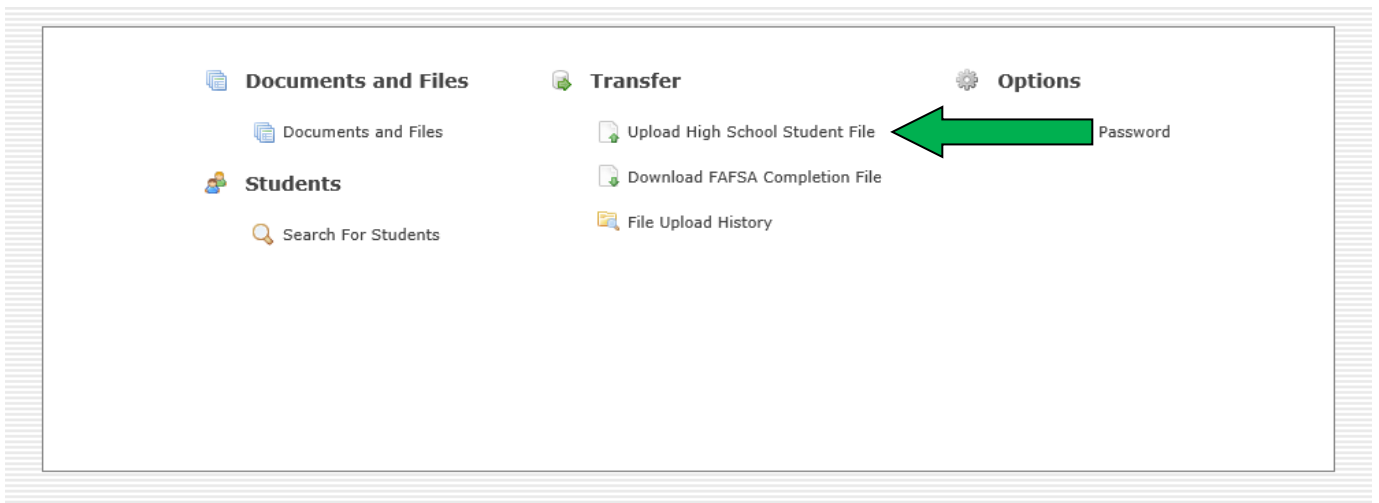 Documents and Files
Documents and Files
Students
Search For Students
Transfer
Upload High School Student File
Download FAFSA Completion File
File Upload History
Options
Password